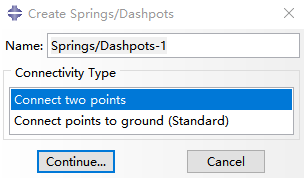 Create Springs/Dashpots
Name: Springs/Dashpots-1
Connectivity Type
Connect two points
Connect points to ground (Standard)
Continue... Cancel